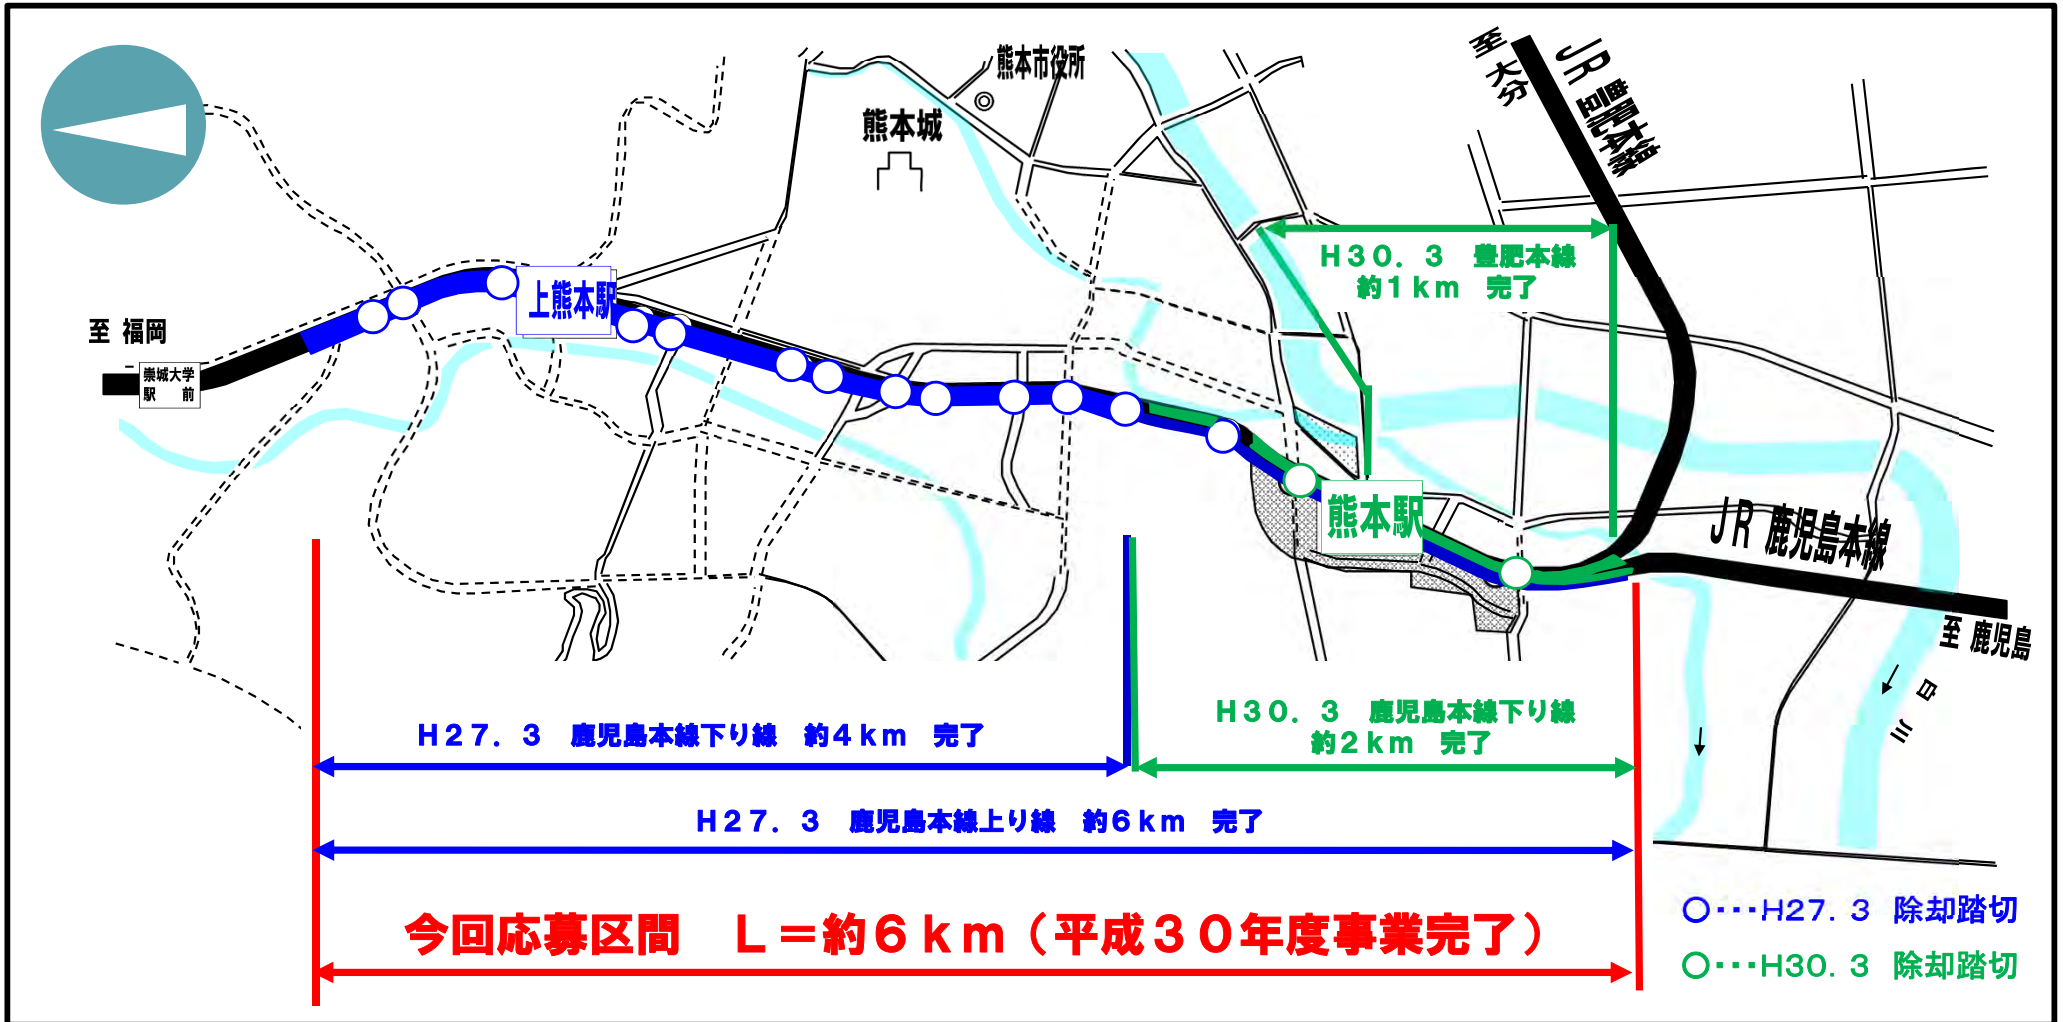 熊本市役所
熊本城
至 大分
JR 豊肥本線
H30. 3 豊肥本線
約1km 完了
上熊本駅
至 福岡
崇城大学
駅 前
熊本駅
JR 鹿児島本線
至 鹿児島
白
三
H27. 3 鹿児島本線下り線 約4km 完了
H30. 3 鹿児島本線下り線
約2km 完了
H27. 3 鹿児島本線上り線 約6km 完了
今回応募区間 L=約6km(平成30年度事業完了)
○･･･H27. 3 除却踏切
○･･･H30. 3 除却踏切